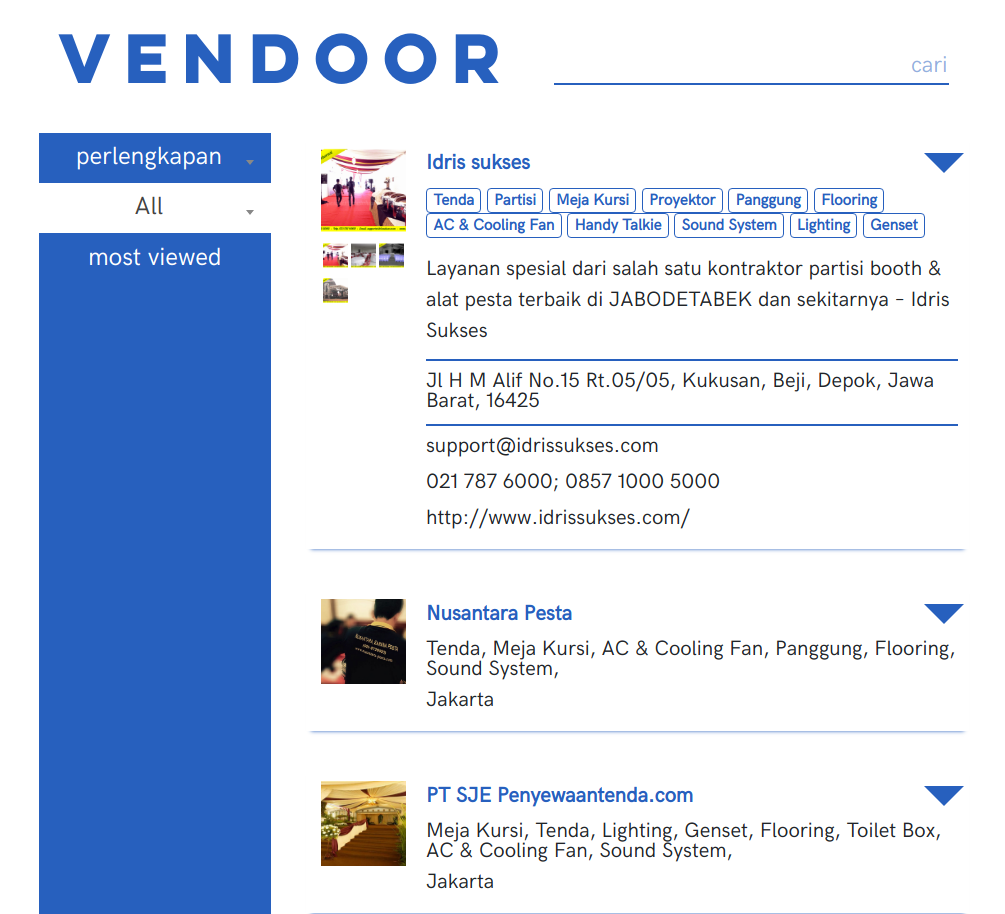 VENDOOR
cari
perlengkapan
All
most viewed
Idris sukses
Tenda Partisi Meja Kursi Proyektor Panggung Flooring
AC & Cooling Fan Handy Talkie Sound System Lighting Genset
Layanan spesial dari salah satu kontraktor partisi booth &
alat pesta terbaik di JABODETABEK dan sekitarnya – Idris
Sukses
Jl H M Alif No.15 Rt.05/05, Kukusan, Beji, Depok, Jawa
Barat, 16425
support@idrissukses.com
021 787 6000; 0857 1000 5000
http://www.idrissukses.com/
Nusantara Pesta
Tenda, Meja Kursi, AC & Cooling Fan, Panggung, Flooring,
Sound System,
Jakarta
PT SJE Penyewaantenda.com
Meja Kursi, Tenda, Lighting, Genset, Flooring, Toilet Box,
AC & Cooling Fan, Sound System,
Jakarta